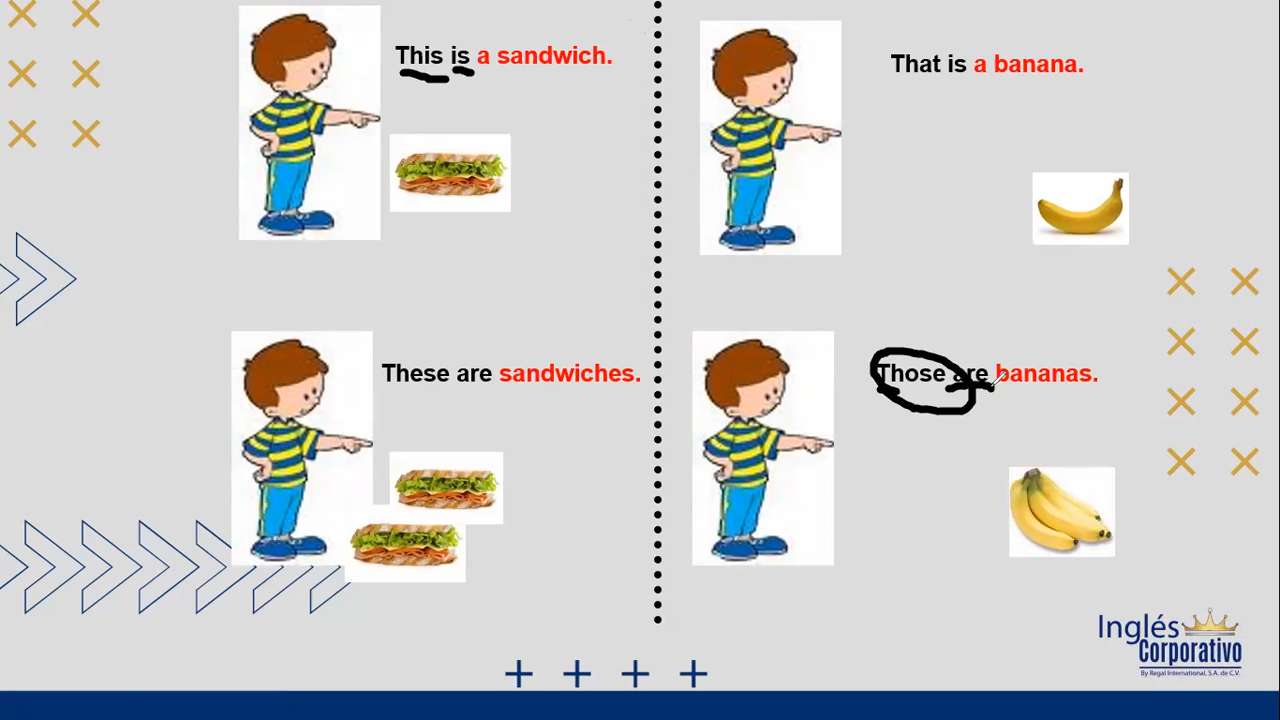 This is a sandwich.
That is a banana.
These are sandwiches.
Those are bananas.
Inglés
Corporativo
By Regal International, S.A. de C.V.